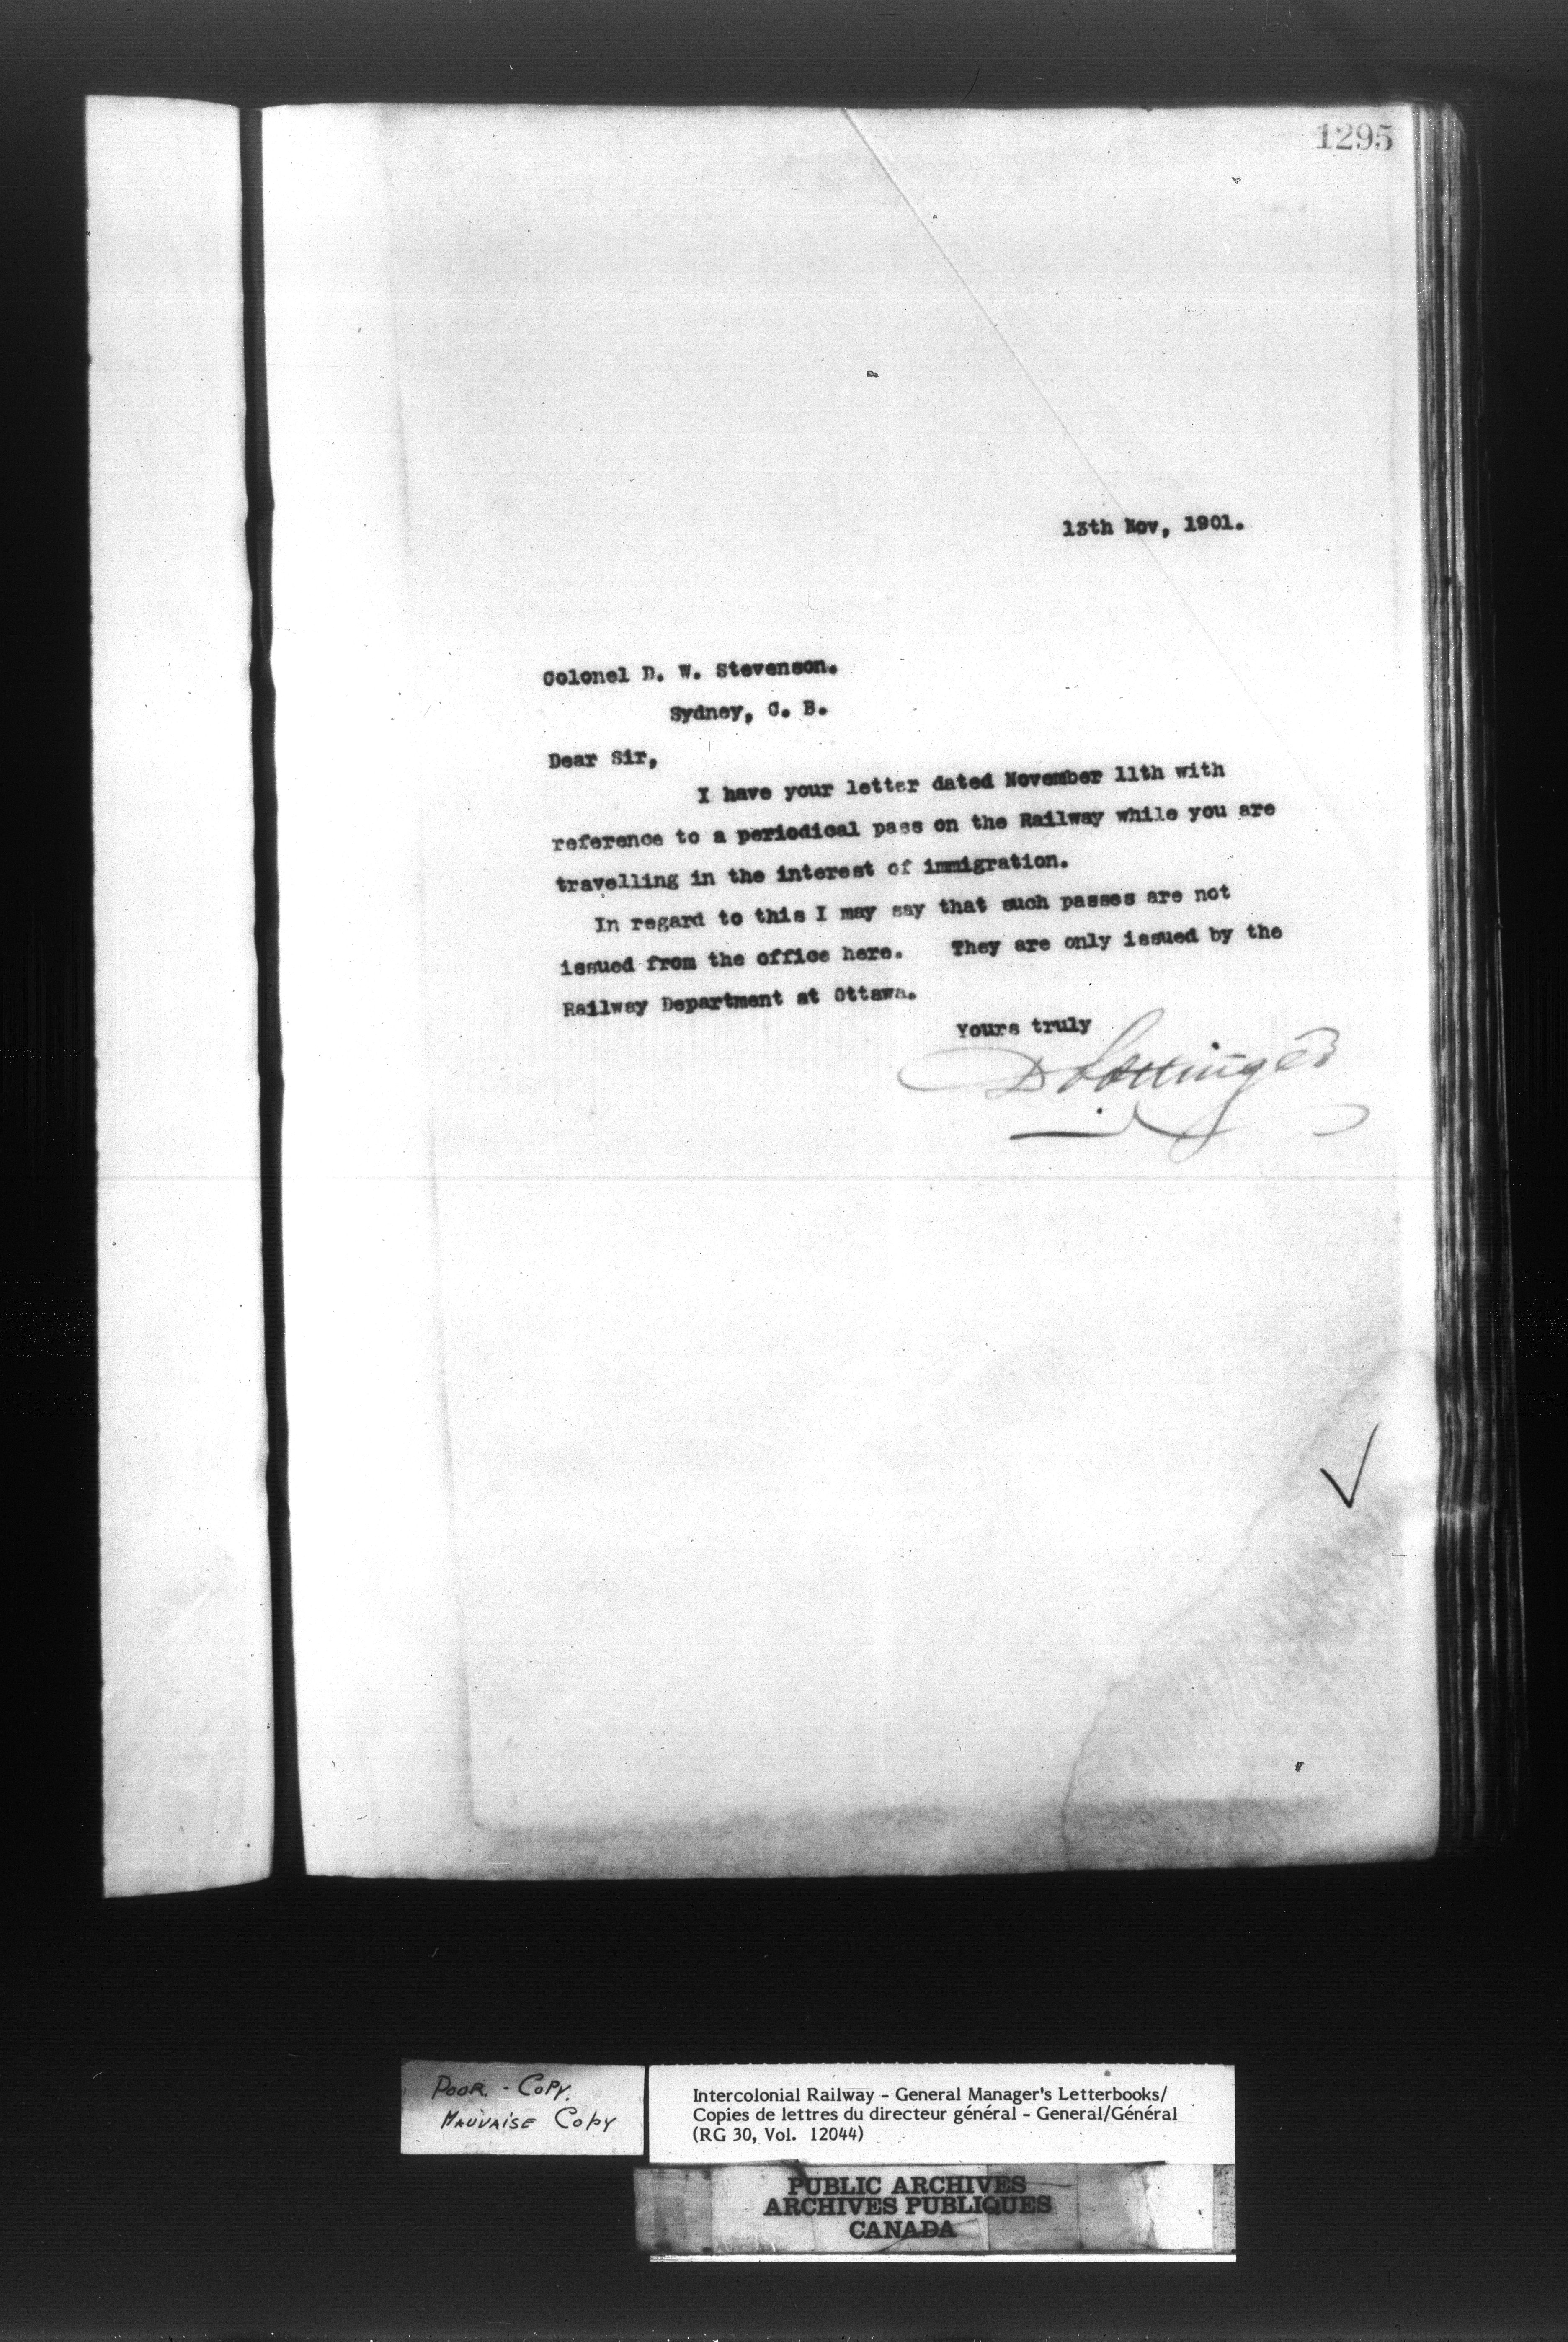 1295
13th Nov, 1901.
Colonel D. W. Stevenson.
Sydney, C. B.
Dear Sir,
I have your letter dated November 11th with
reference to a periodical pass on the Railway while you are
travelling in the interest of immigration.
In regard to this I may say that such passes are not
issued from the office here. They are only issued by the
Railway Department at Ottawa.
Yours truly
D Pottinger
POOR. - COPY.
MAUVAISE COPY
Intercolonial Railway - General Manager's Letterbooks/
Copies de lettres du directeur général - General/Général
(RG 30, Vol. 12044)
PUBLIC ARCHIVES
ARCHIVES PUBLIQUES
CANADA